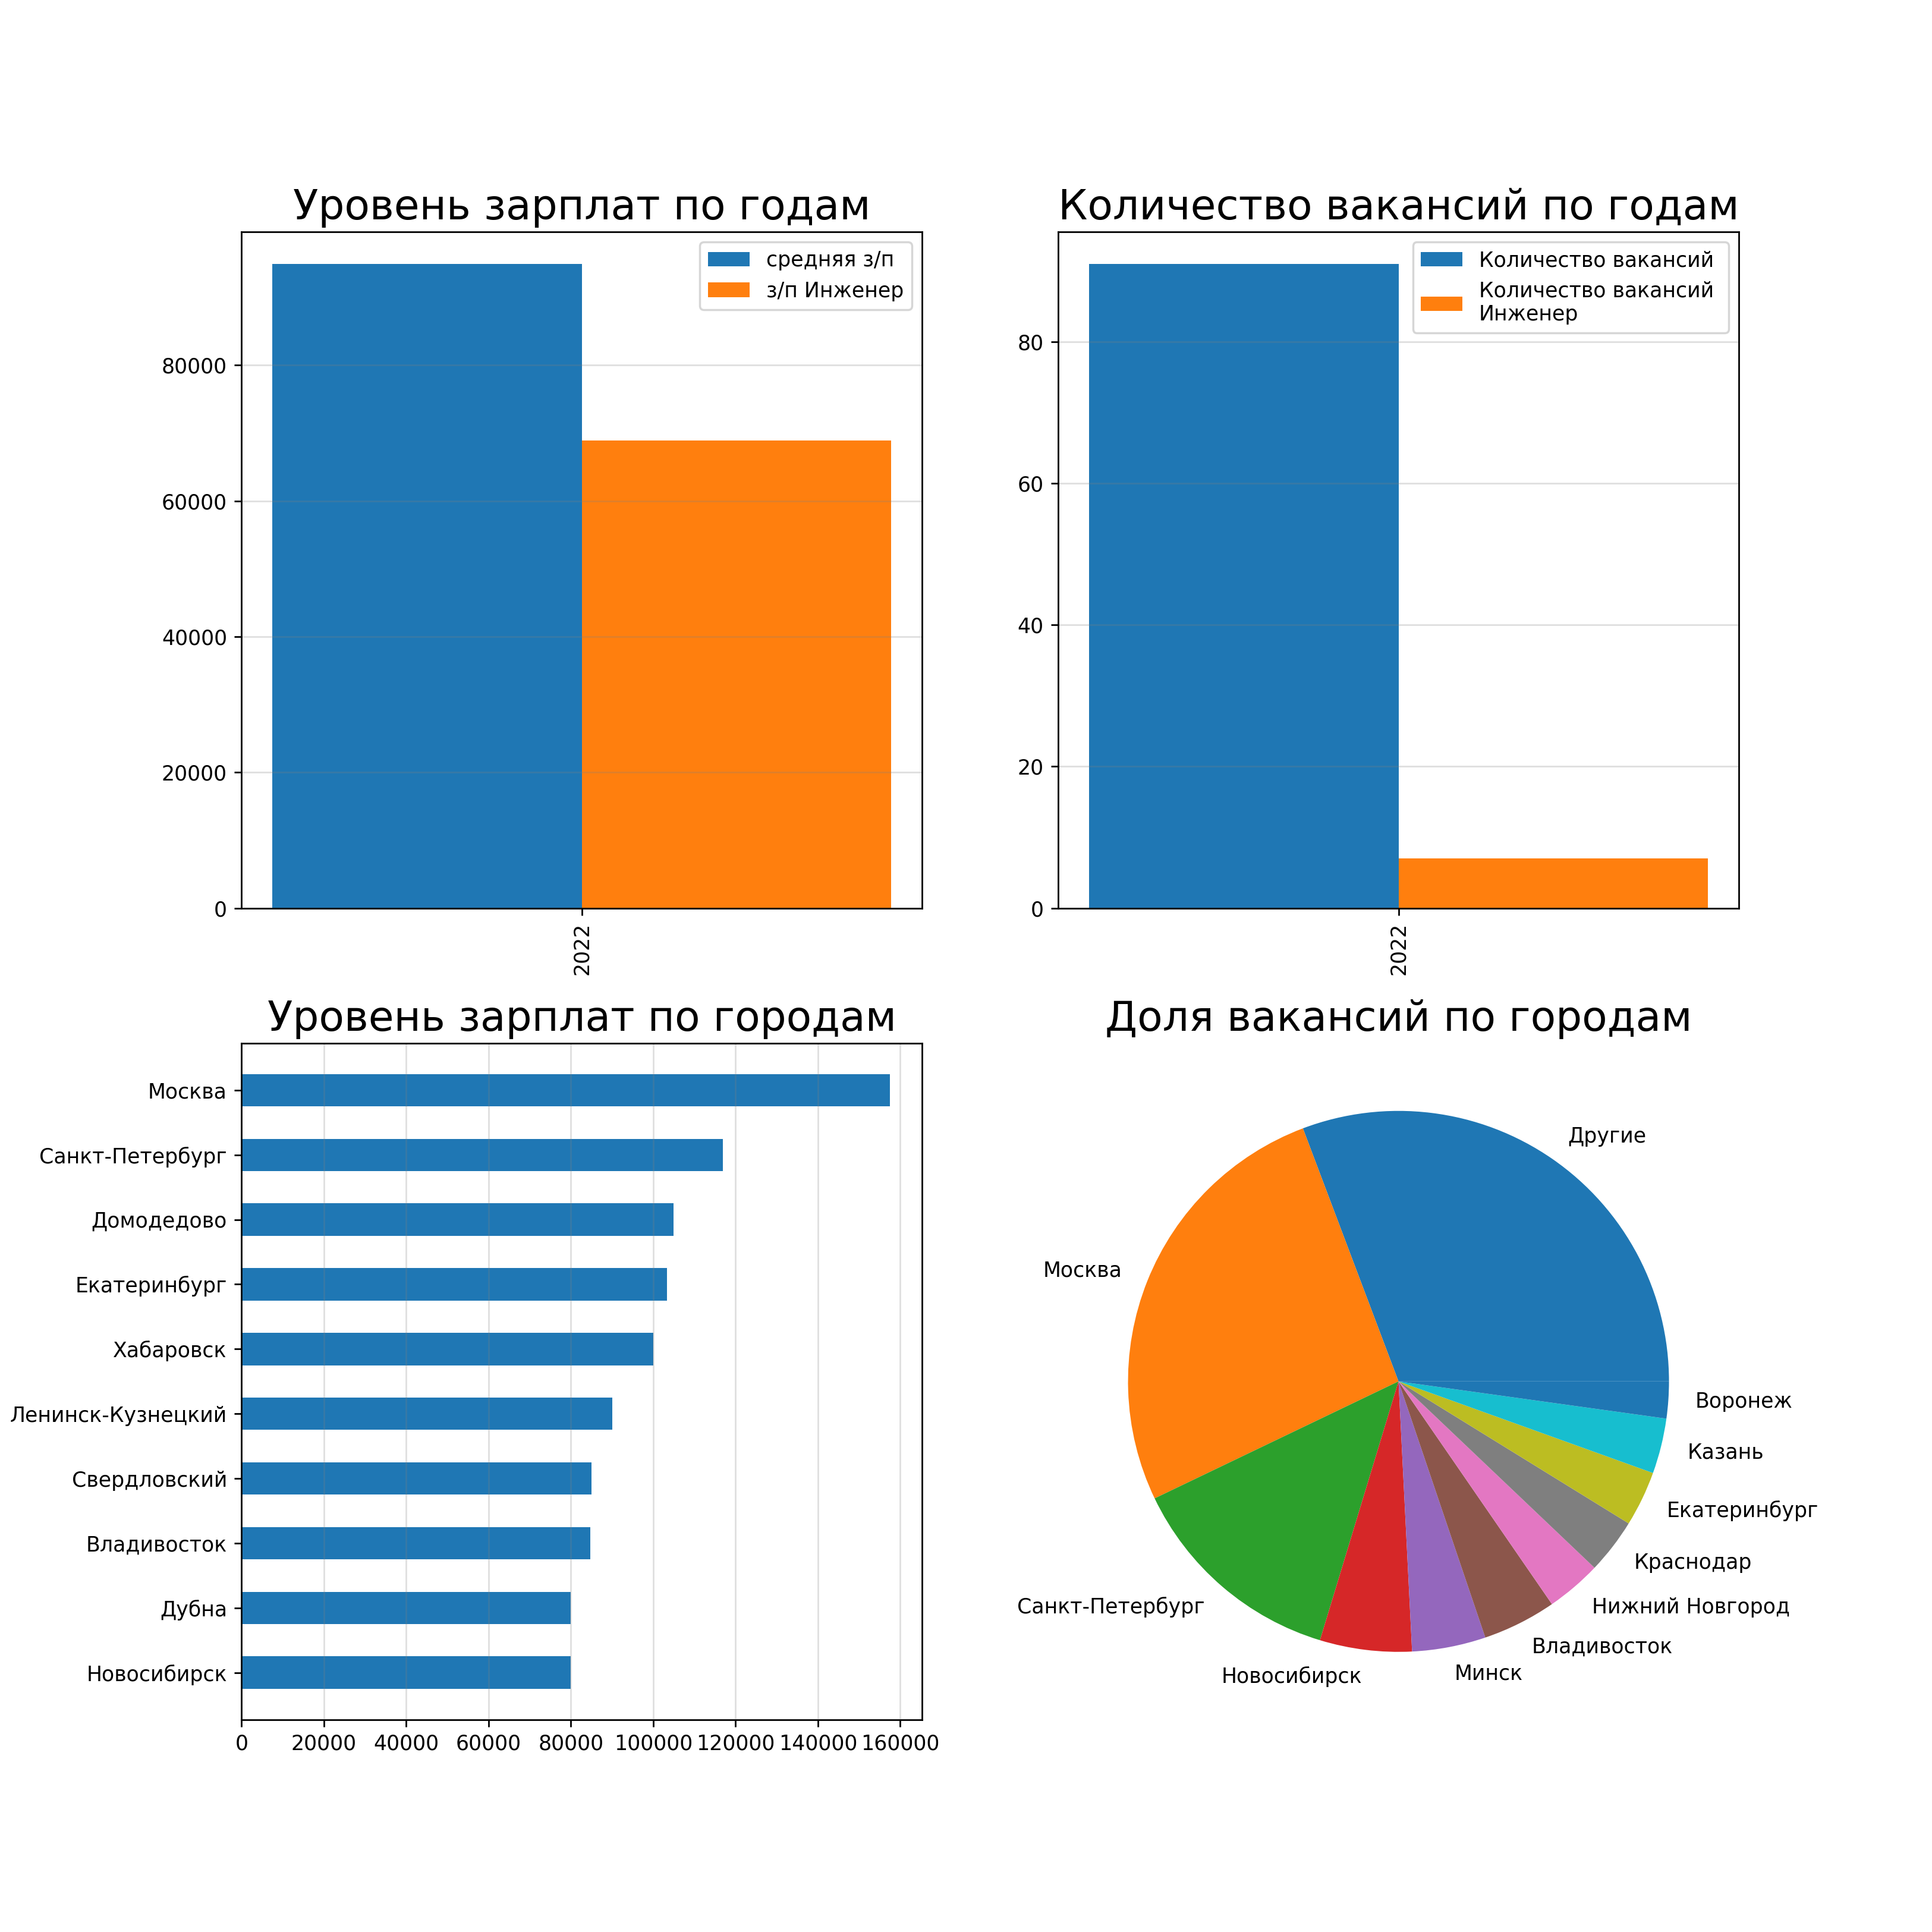 Уровень зарплат по годам
средняя з/п
з/п Инженер
80000
60000
40000
20000
0
2022
Количество вакансий по годам
Количество вакансий
Количество вакансий
Инженер
80
60
40
20
0
2022
Уровень зарплат по городам
Москва
Санкт-Петербург
Домодедово
Екатеринбург
Хабаровск
Ленинск-Кузнецкий
Свердловский
Владивосток
Дубна
Новосибирск
0 20000 40000 60000 80000 100000 120000 140000 160000
Доля вакансий по городам
Другие
Москва
Воронеж
Казань
Екатеринбург
Краснодар
Санкт-Петербург
Нижний Новгород
Владивосток
Новосибирск
Минск